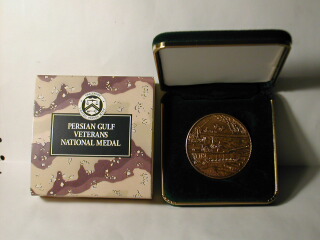 PERSIAN GULF
VETERANS
NATIONAL MEDAL